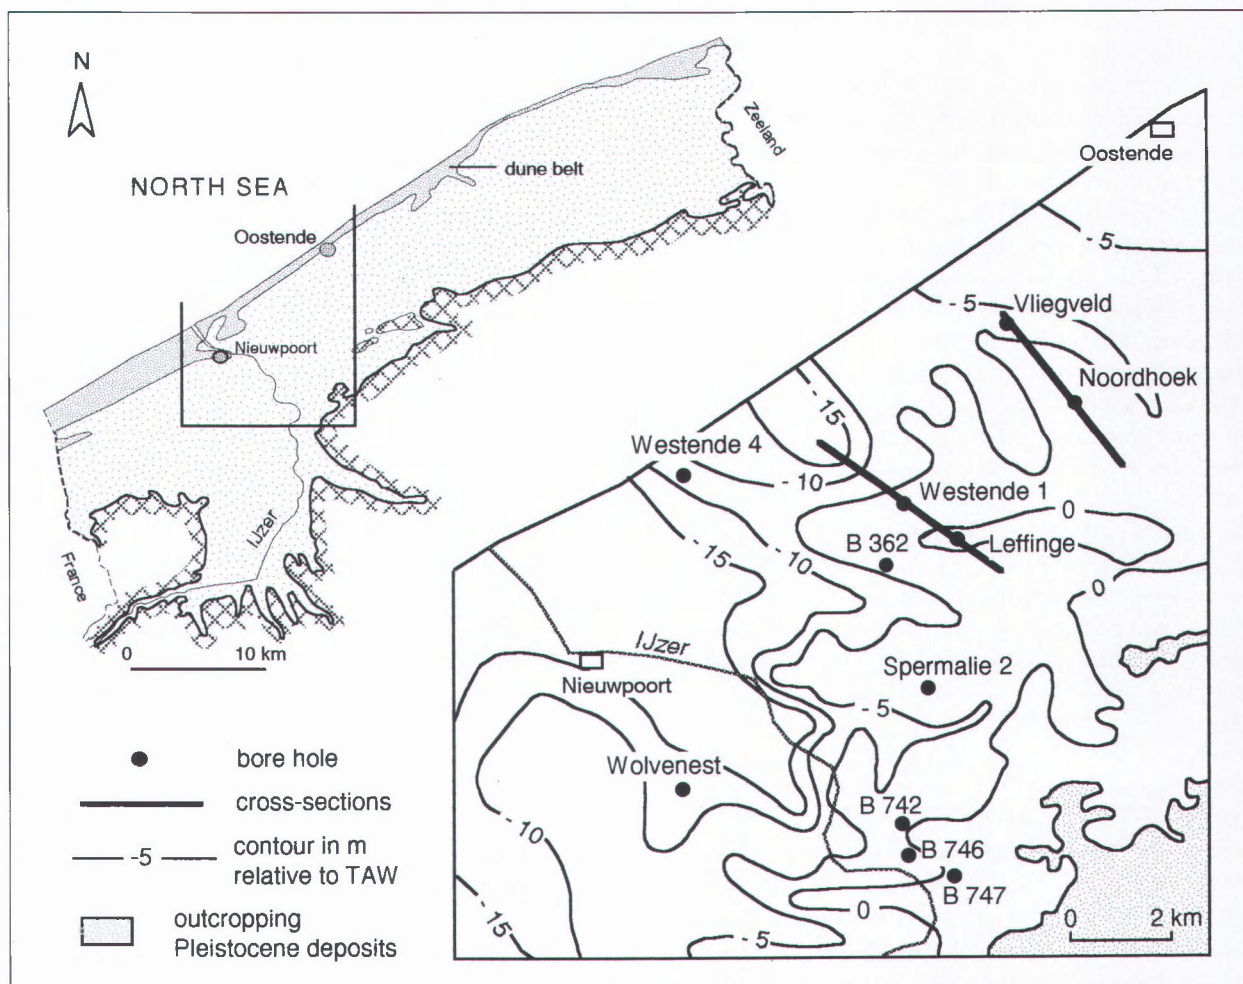 N
NORTH SEA
Oostende
dune belt
Zeeland
Nieuwpoort
IJzer
France
0 10 km
bore hole
cross-sections
-5
contour in m
relative to TAW
outcropping
Pleistocene deposits
Oostende
- 5
- 5
Vliegveld
Noordhoek
- 15
Westende 4
- 10
Westende 1
0
Leffinge
B 362
- 15
- 10
0
IJzer
Nieuwpoort
Spermalie 2
- 5
Wolvenest
- 10
B 742
B 746
B 747
- 15
0
- 5
0 2 km